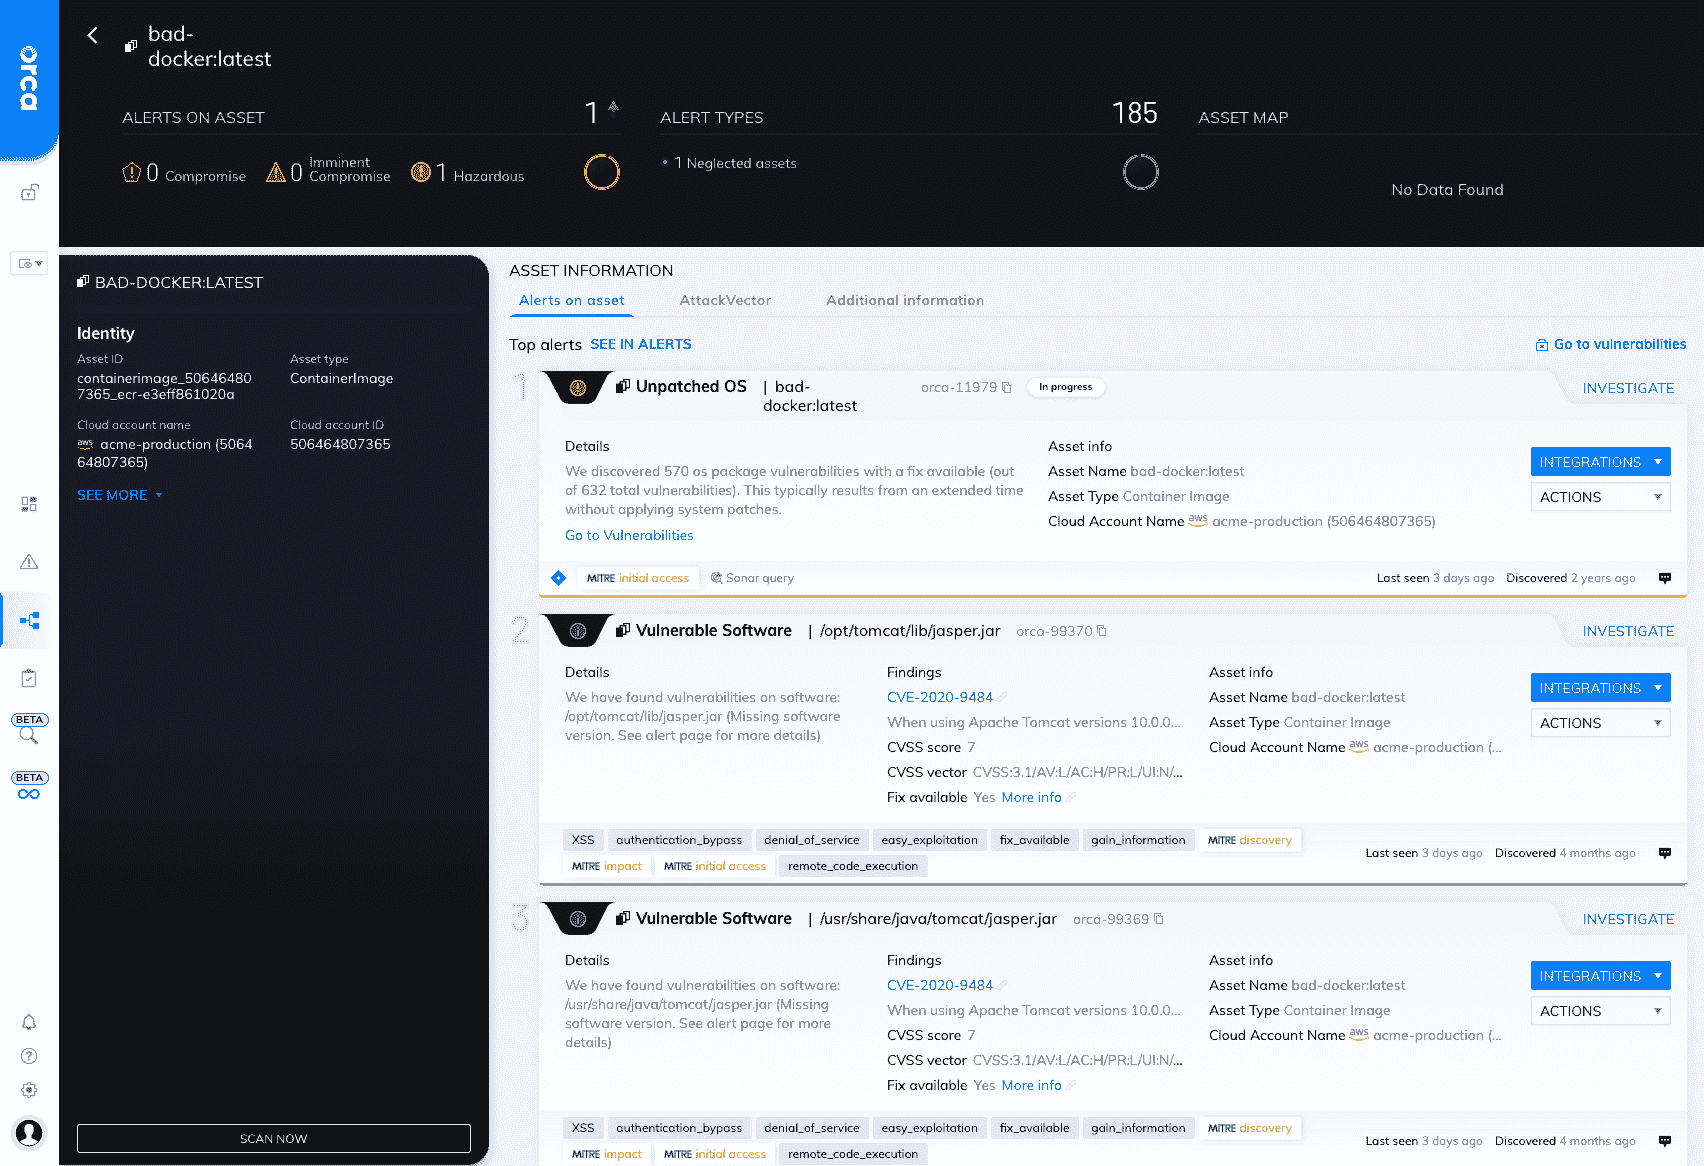 orca
bad-
docker:latest
ALERTS ON ASSET
1
0 Compromise
0 Imminent
Compromise
1 Hazardous
ALERT TYPES
185
1 Neglected assets
ASSET MAP
No Data Found
BETA
BETA
BAD-DOCKER:LATEST
Identity
Asset ID
Asset type
containerimage_50646480
7365_ecr-e3eff861020a
ContainerImage
Cloud account name
Cloud account ID
aws acme-production (5064
64807365)
506464807365
SEE MORE
SCAN NOW
ASSET INFORMATION
Alerts on asset
AttackVector
Additional information
Top alerts SEE IN ALERTS
Go to vulnerabilities
1
Unpatched OS | bad-
docker:latest
orca-11979
In progress
INVESTIGATE
Details
We discovered 570 os package vulnerabilities with a fix available (out
of 632 total vulnerabilities). This typically results from an extended time
without applying system patches.
Go to Vulnerabilities
Asset info
Asset Name bad-docker:latest
Asset Type Container Image
Cloud Account Name aws acme-production (506464807365)
INTEGRATIONS
ACTIONS
MITRE initial access
Sonar query
Last seen 3 days ago Discovered 2 years ago
2
Vulnerable Software | /opt/tomcat/lib/jasper.jar orca-99370
INVESTIGATE
Details
We have found vulnerabilities on software:
/opt/tomcat/lib/jasper.jar (Missing software
version. See alert page for more details)
Findings
CVE-2020-9484
When using Apache Tomcat versions 10.0.0...
CVSS score 7
CVSS vector CVSS:3.1/AV:L/AC:H/PR:L/UI:N/...
Fix available Yes More info
Asset info
Asset Name bad-docker:latest
Asset Type Container Image
Cloud Account Name aws acme-production (...
INTEGRATIONS
ACTIONS
XSS authentication_bypass denial_of_service easy_exploitation fix_available gain_information MITRE discovery
MITRE impact MITRE initial access remote_code_execution
Last seen 3 days ago Discovered 4 months ago
3
Vulnerable Software | /usr/share/java/tomcat/jasper.jar orca-99369
INVESTIGATE
Details
We have found vulnerabilities on software:
/usr/share/java/tomcat/jasper.jar (Missing
software version. See alert page for more
details)
Findings
CVE-2020-9484
When using Apache Tomcat versions 10.0.0...
CVSS score 7
CVSS vector CVSS:3.1/AV:L/AC:H/PR:L/UI:N/...
Fix available Yes More info
Asset info
Asset Name bad-docker:latest
Asset Type Container Image
Cloud Account Name aws acme-production (...
INTEGRATIONS
ACTIONS
XSS authentication_bypass denial_of_service easy_exploitation fix_available gain_information MITRE discovery
MITRE impact MITRE initial access remote_code_execution
Last seen 3 days ago Discovered 4 months ago